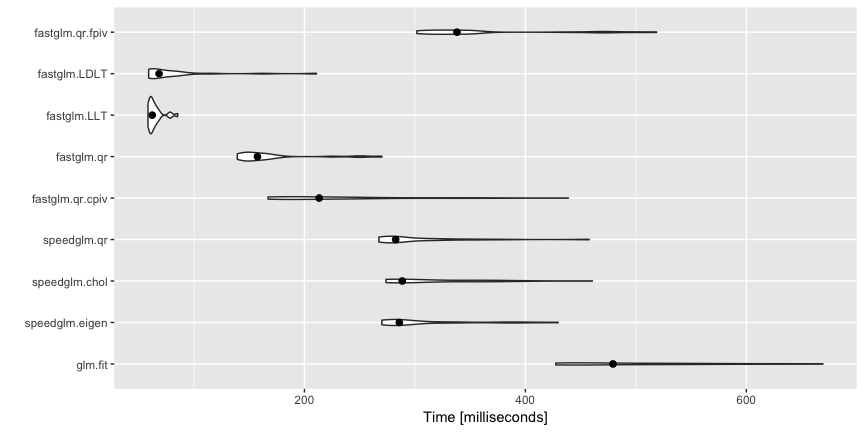 fastglm.qr.fpiv
fastglm.LDLT
fastglm.LLT
fastglm.qr
fastglm.qr.cpiv
speedglm.qr
speedglm.chol
speedglm.eigen
glm.fit
200 400 600
Time [milliseconds]